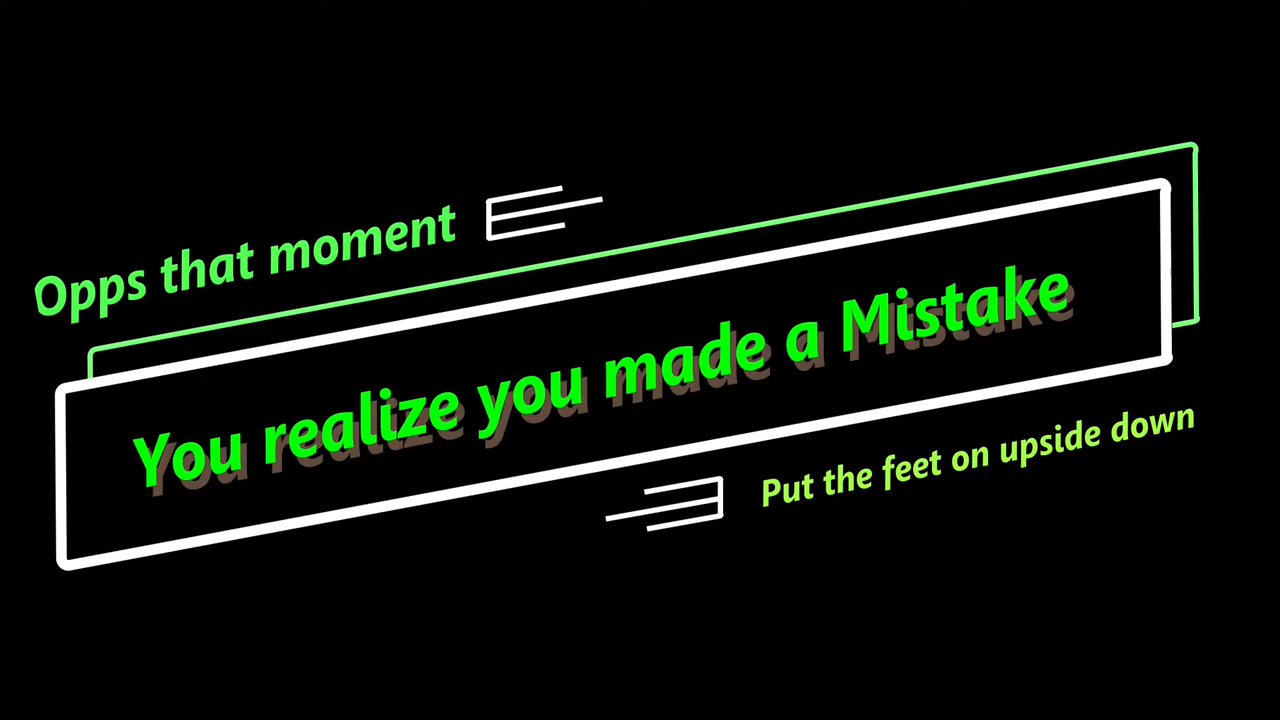 Opps that moment
You realize you made a Mistake
Put the feet on upside down